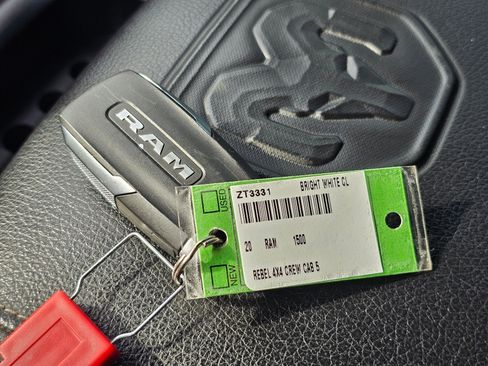 RAM
USED
NEW
ZT3331 BRIGHT WHITE CL
20 RAM 1500
REBEL 4X4 CREW CAB 5